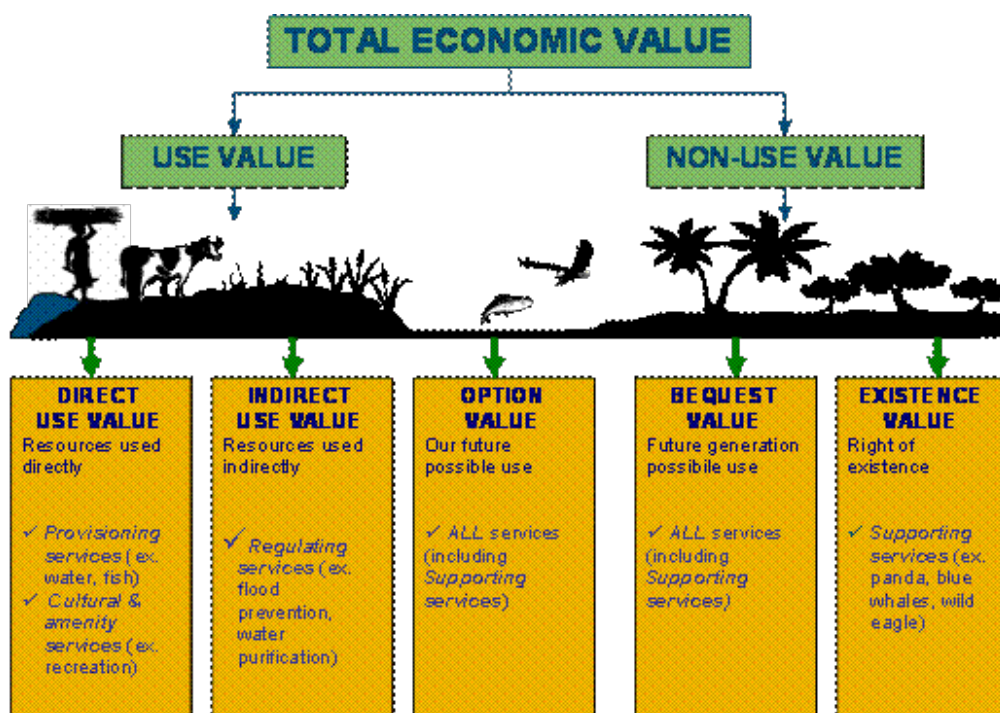 TOTAL ECONOMIC VALUE
USE VALUE
NON-USE VALUE
DIRECT
USE VALUE
Resources used
directly
✓ Provisioning
services (ex.
water, fish)
✓ Cultural &
amenity
services (ex.
recreation)
INDIRECT
USE VALUE
Resources used
indirectly
✓ Regulating
services (ex.
flood
prevention,
water
purification)
OPTION
VALUE
Our future
possible use
✓ ALL services
(including
Supporting
services)
BEQUEST
VALUE
Future generation
possibile use
✓ ALL services
(including
Supporting
services)
EXISTENCE
VALUE
Right of
existence
✓ Supporting
services (ex.
panda, blue
whales, wild
eagle)